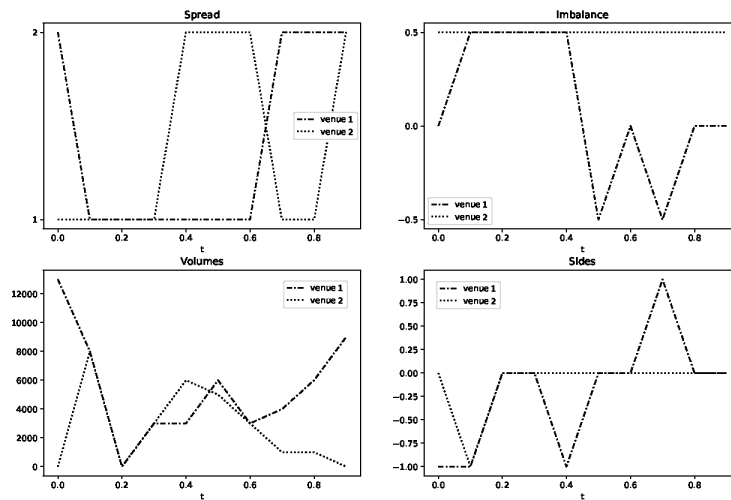 Spread
2
1
venue 1
venue 2
0.0 0.2 0.4 0.6 0.8
t
Imbalance
0.5
0.0
−0.5
venue 1
venue 2
0.0 0.2 0.4 0.6 0.8
t
Volumes
12000
10000
8000
6000
4000
2000
0
venue 1
venue 2
0.0 0.2 0.4 0.6 0.8
t
Sides
1.00
0.75
0.50
0.25
0.00
−0.25
−0.50
−0.75
−1.00
venue 1
venue 2
0.0 0.2 0.4 0.6 0.8
t